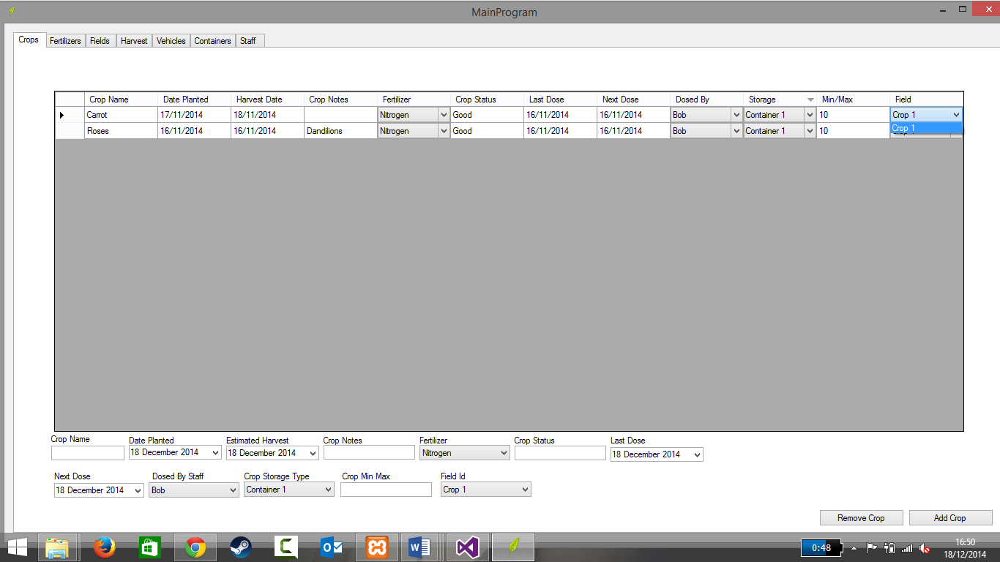 MainProgram
Crops Fertilizers Fields Harvest Vehicles Containers Staff
Crop Name Date Planted Harvest Date Crop Notes Fertilizer Crop Status Last Dose Next Dose Dosed By Storage Min/Max Field
Carrot 17/11/2014 18/11/2014 Nitrogen Good 16/11/2014 16/11/2014 Bob Container 1 10 Crop 1
Roses 16/11/2014 16/11/2014 Dandilions Nitrogen Good 16/11/2014 16/11/2014 Bob Container 1 10 Crop 1
Crop Name Date Planted Estimated Harvest Crop Notes Fertilizer Crop Status Last Dose
18 December 2014 18 December 2014 Nitrogen 18 December 2014
Next Dose Dosed By Staff Crop Storage Type Crop Min Max Field Id
18 December 2014 Bob Container 1 Crop 1
Remove Crop Add Crop
0:48 16:50
18/12/2014